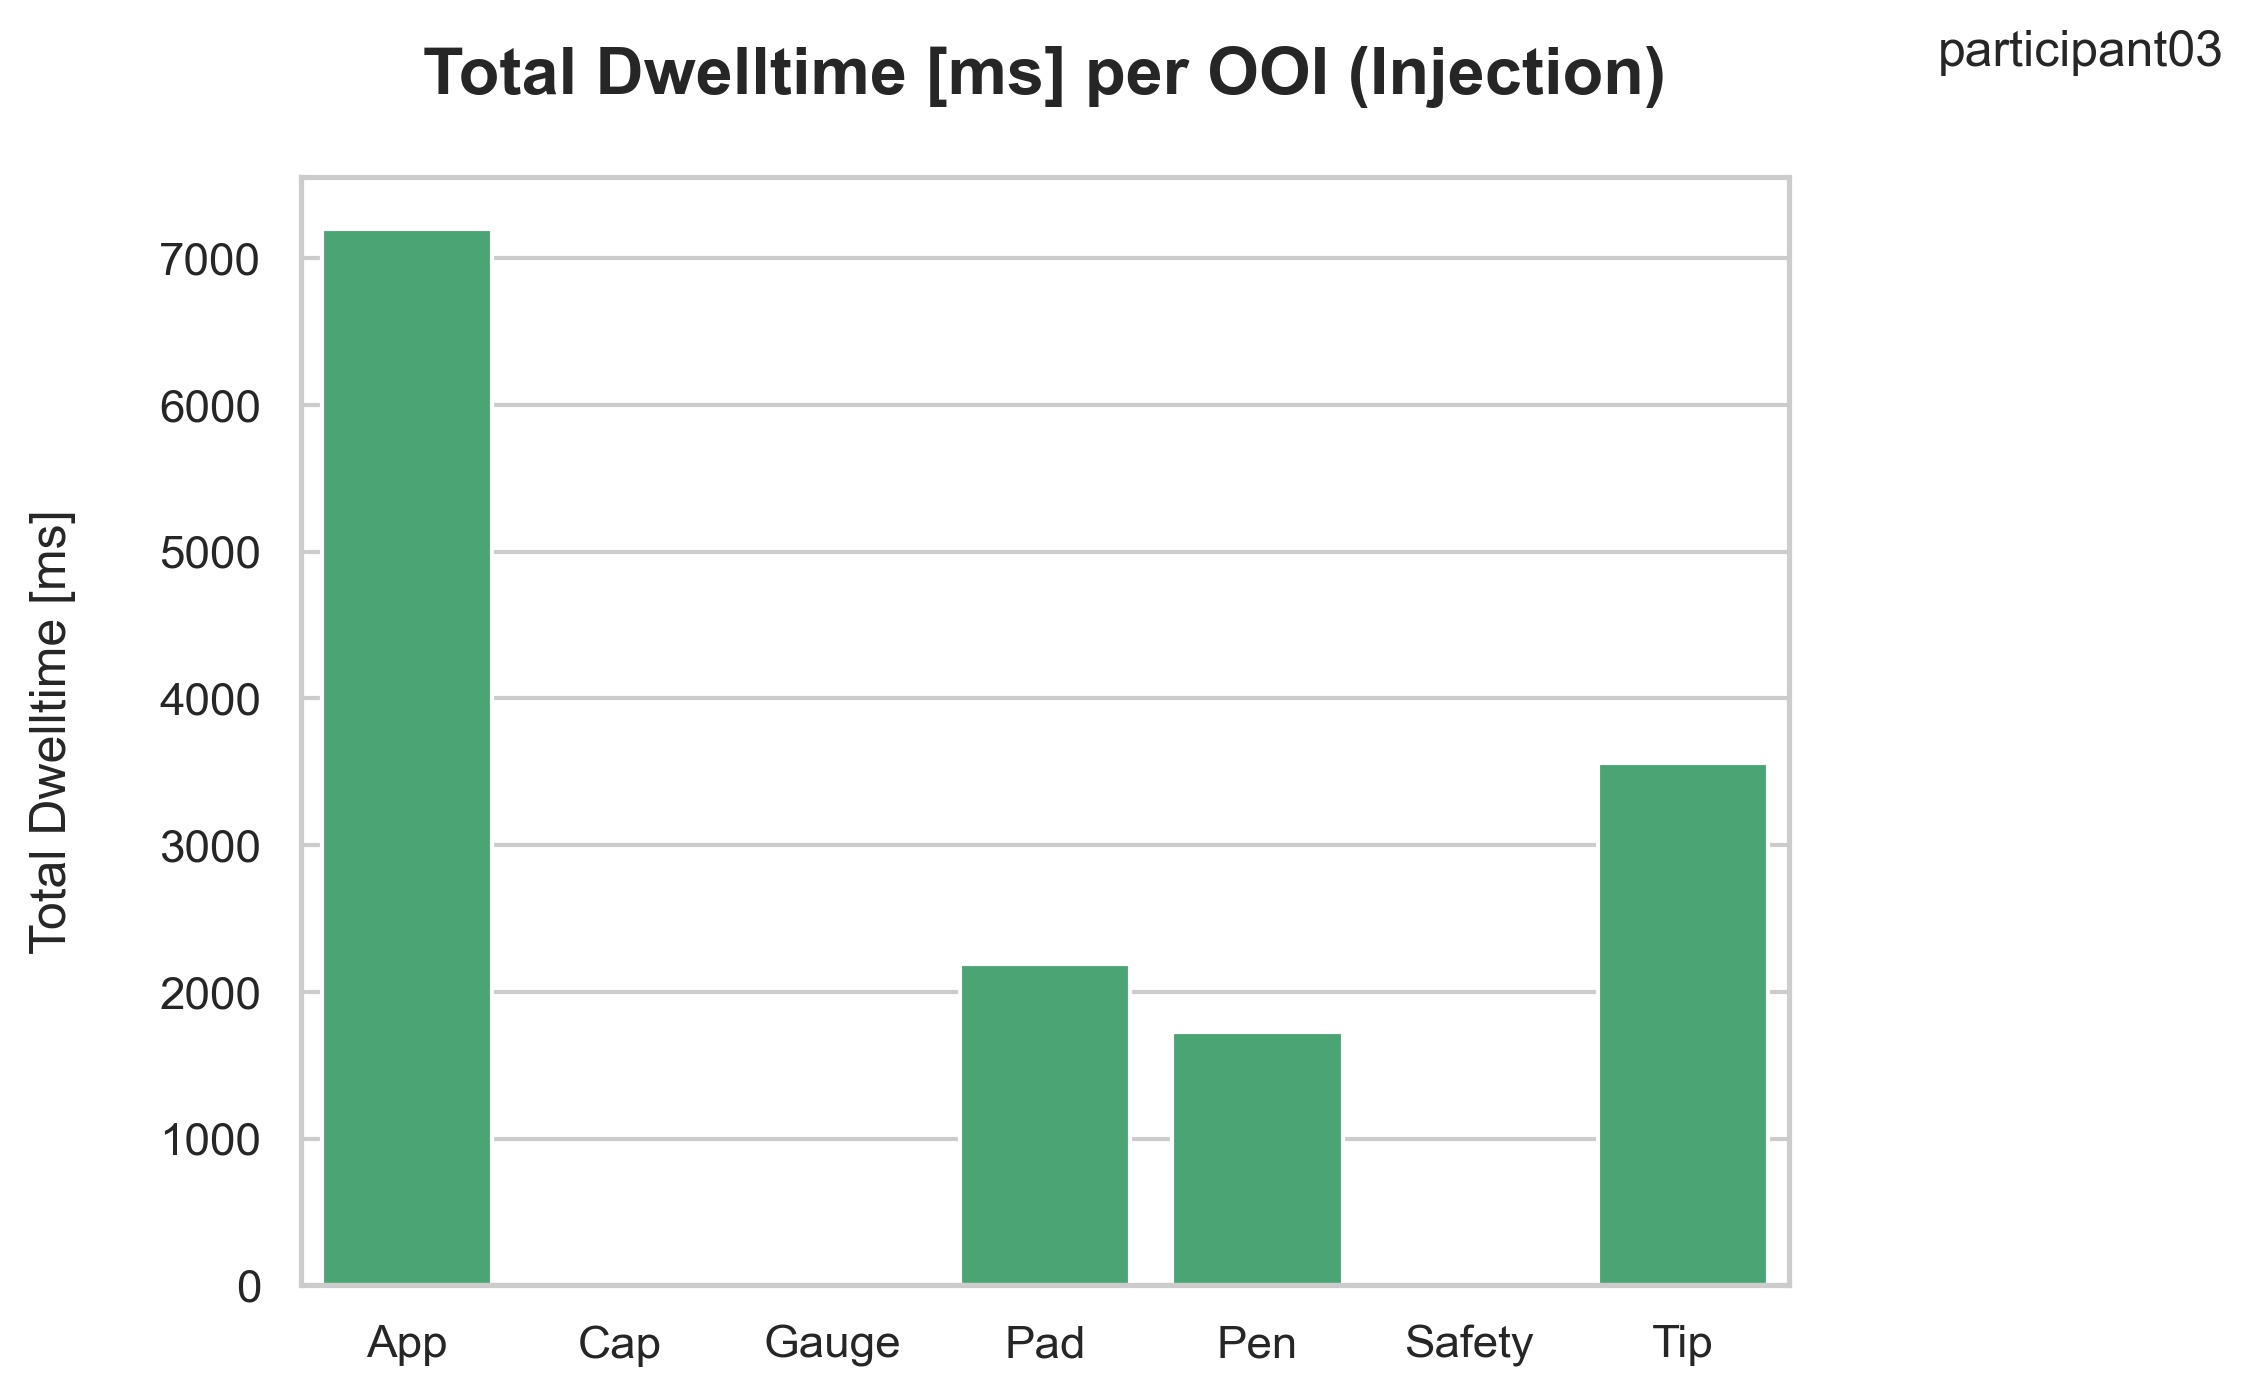 Total Dwelltime [ms] per OOI (Injection)
participant03
Total Dwelltime [ms]
7000
6000
5000
4000
3000
2000
1000
0
App Cap Gauge Pad Pen Safety Tip